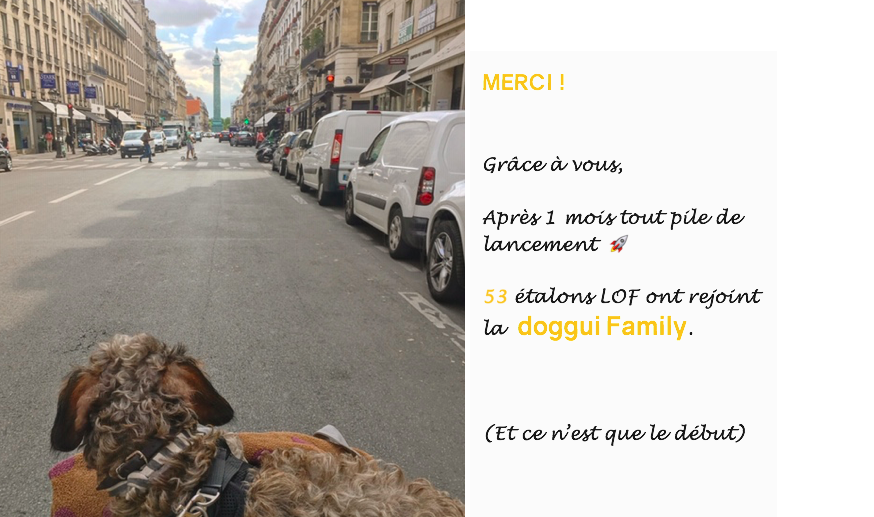 MERCI !
Grâce à vous,
Après 1 mois tout pile de
lancement 🚀
53 étalons LOF ont rejoint
la doggui Family.
(Et ce n'est que le début)